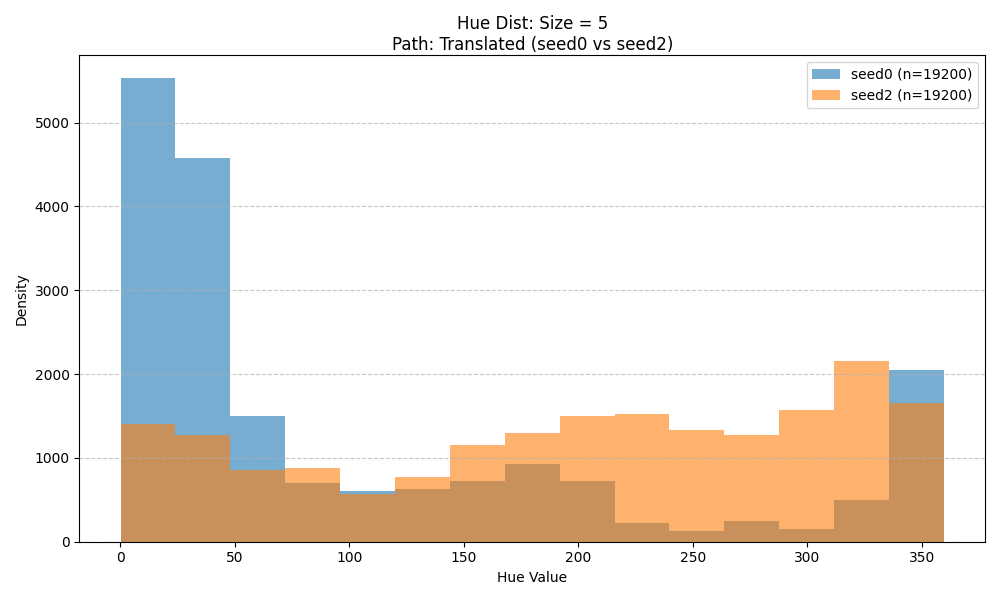 Hue Dist: Size = 5
Path: Translated (seed0 vs seed2)
seed0 (n=19200)
seed2 (n=19200)
Density
5000
4000
3000
2000
1000
0
0 50 100 150 200 250 300 350
Hue Value